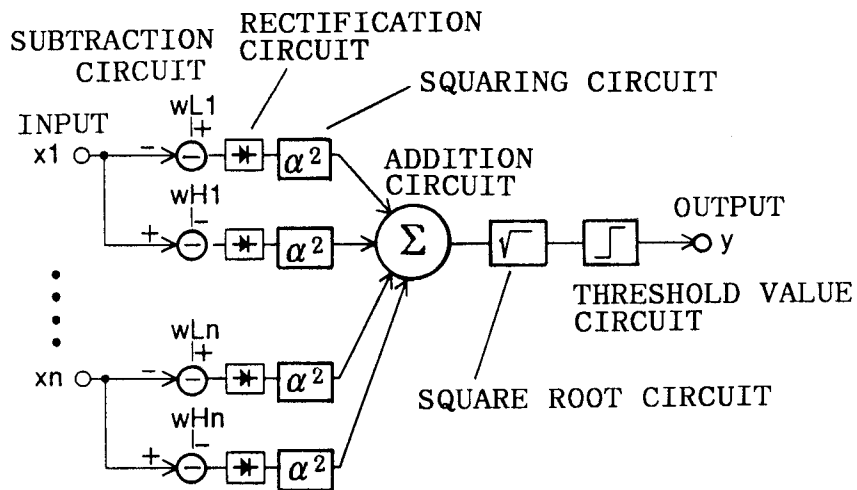 SUBTRACTION
CIRCUIT
RECTIFICATION
CIRCUIT
SQUARING CIRCUIT
INPUT
x1
wL1
+
−
−
α²
wH1
−
+
−
α²
ADDITION
CIRCUIT
Σ
√
OUTPUT
y
THRESHOLD VALUE
CIRCUIT
SQUARE ROOT CIRCUIT
xn
wLn
+
−
−
α²
wHn
−
+
−
α²